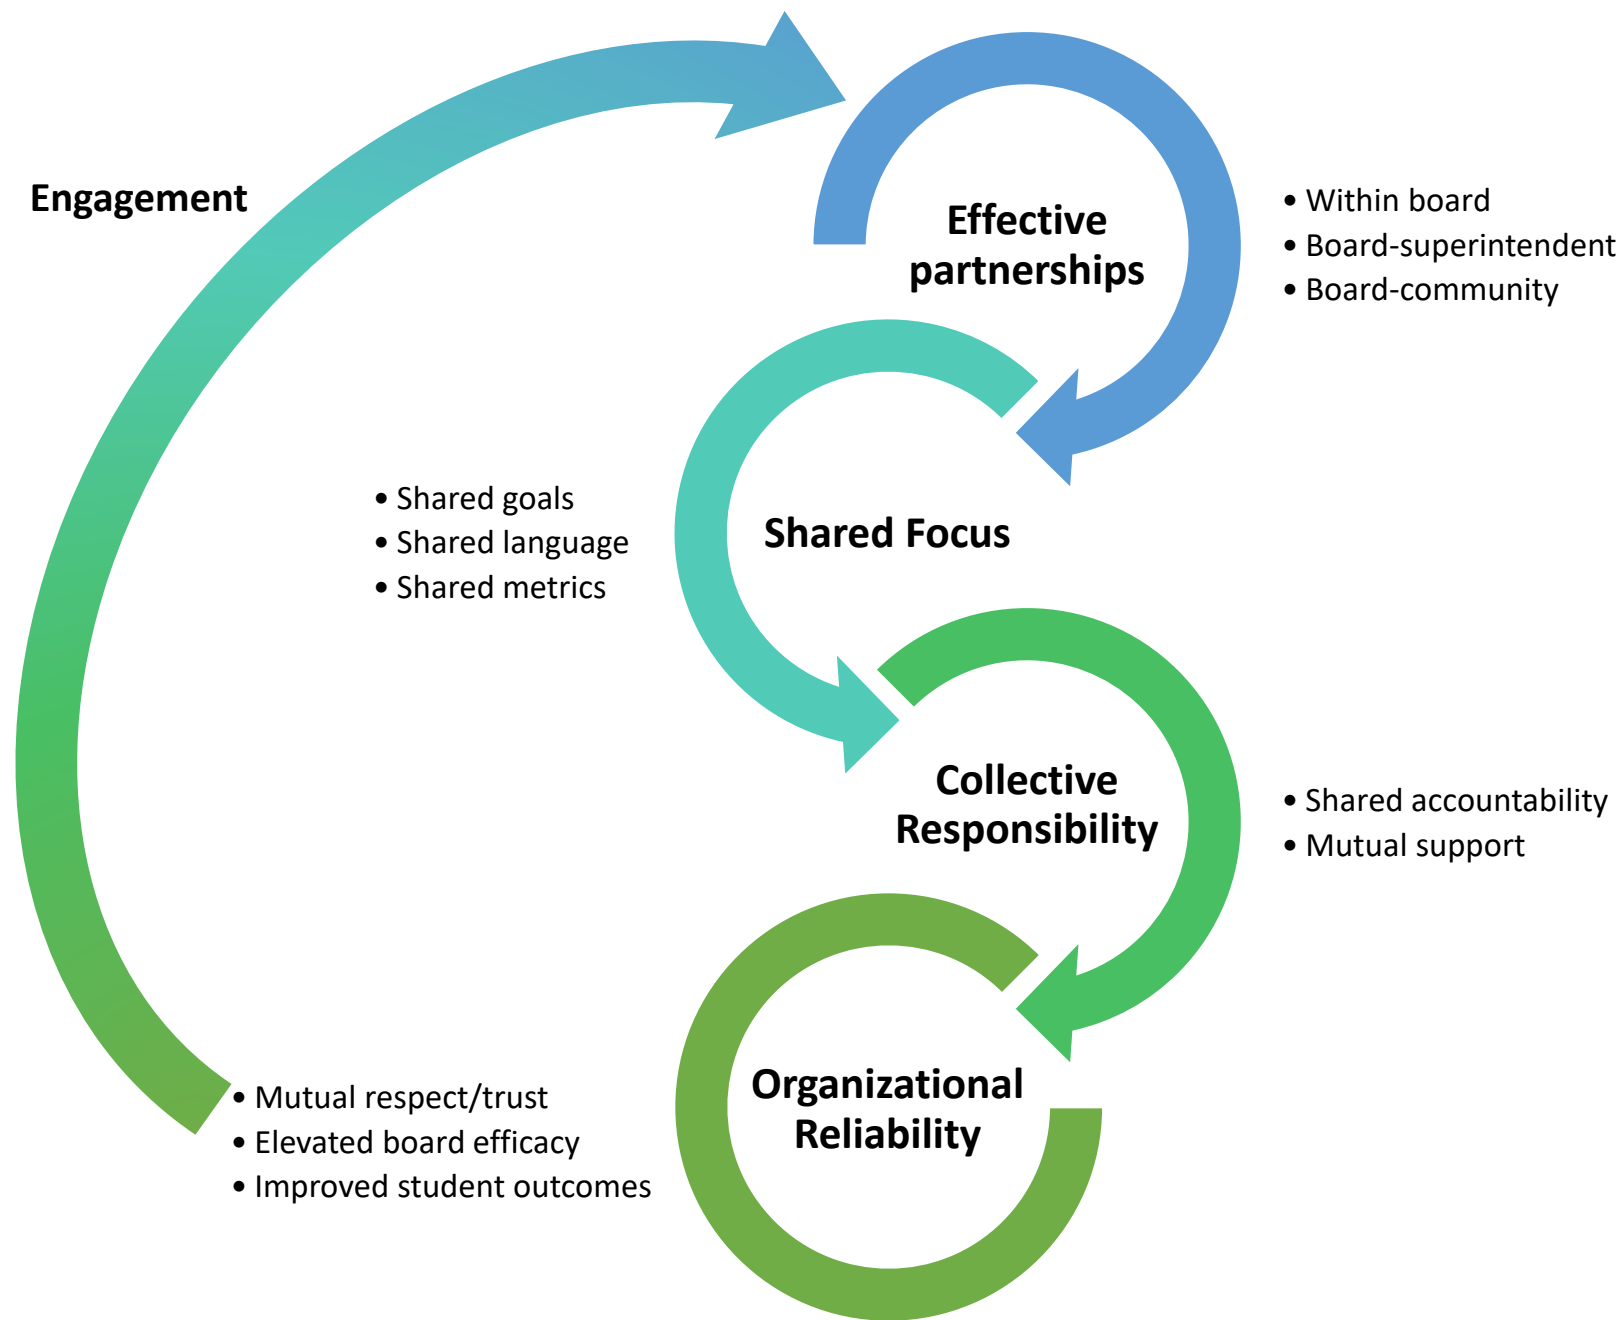 Engagement
Effective
partnerships
• Within board
• Board-superintendent
• Board-community
• Shared goals
• Shared language
• Shared metrics
Shared Focus
Collective
Responsibility
• Shared accountability
• Mutual support
• Mutual respect/trust
• Elevated board efficacy
• Improved student outcomes
Organizational
Reliability